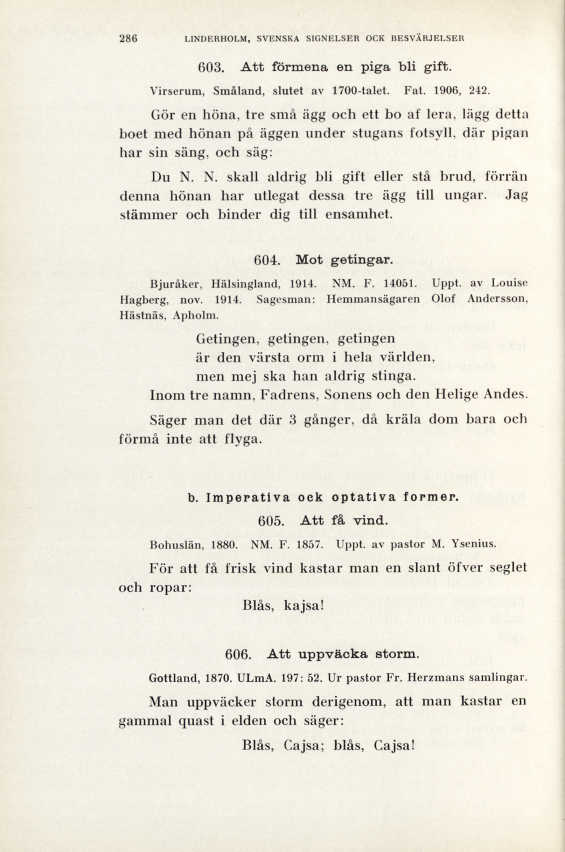 286 LINDERHOLM, SVENSKA SIGNELSER OCK BESVÄRJELSER
603. Att förmena en piga bli gift.
Virserum, Småland, slutet av 1700-talet. Fat. 1906, 242.
Gör en höna, tre små ägg och ett bo af lera, lägg detta
boet med hönan på äggen under stugans fotsyll, där pigan
har sin säng, och säg:
Du N. N. skall aldrig bli gift eller stå brud, förrän
denna hönan har utlegat dessa tre ägg till ungar. Jag
stämmer och binder dig till ensamhet.
604. Mot getingar.
Bjuråker, Hälsingland, 1914. NM. F. 14051. Uppt. av Louise
Hagberg, nov. 1914. Sagesman: Hemmansägaren Olof Andersson,
Hästnäs, Apholm.
Getingen, getingen, getingen
är den värsta orm i hela världen,
men mej ska han aldrig stinga.
Inom tre namn, Fadrens, Sonens och den Helige Andes.
Säger man det där 3 gånger, då kräla dom bara och
förmå inte att flyga.
b. Imperativa ock optativa former.
605. Att få vind.
Bohuslän, 1880. NM. F. 1857. Uppt. av pastor M. Ysenius.
För att få frisk vind kastar man en slant öfver seglet
och ropar:
Blås, kajsa!
606. Att uppväcka storm.
Gottland, 1870. ULmA. 197: 52. Ur pastor Fr. Herzmans samlingar.
Man uppväcker storm derigenom, att man kastar en
gammal quast i elden och säger:
Blås, Cajsa; blås, Cajsa!